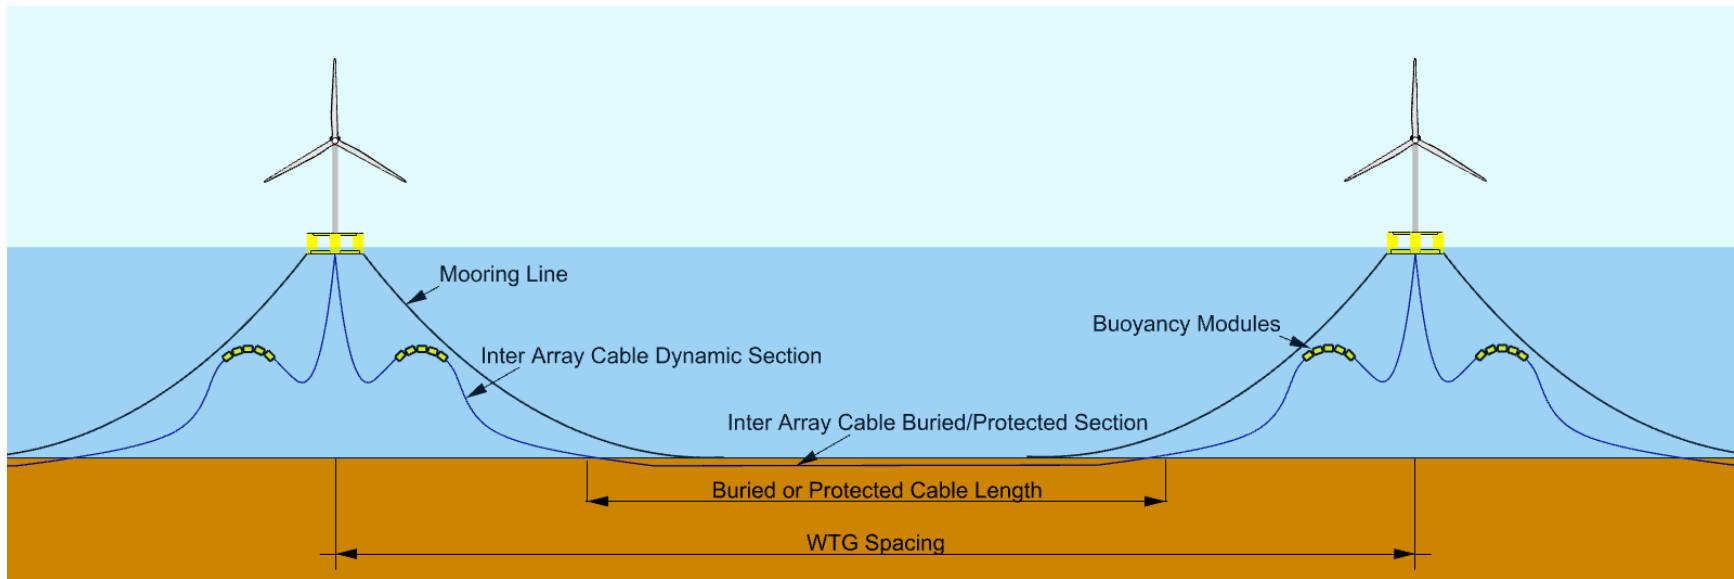 Mooring Line
Buoyancy Modules
Inter Array Cable Dynamic Section
Inter Array Cable Buried/Protected Section
Buried or Protected Cable Length
WTG Spacing